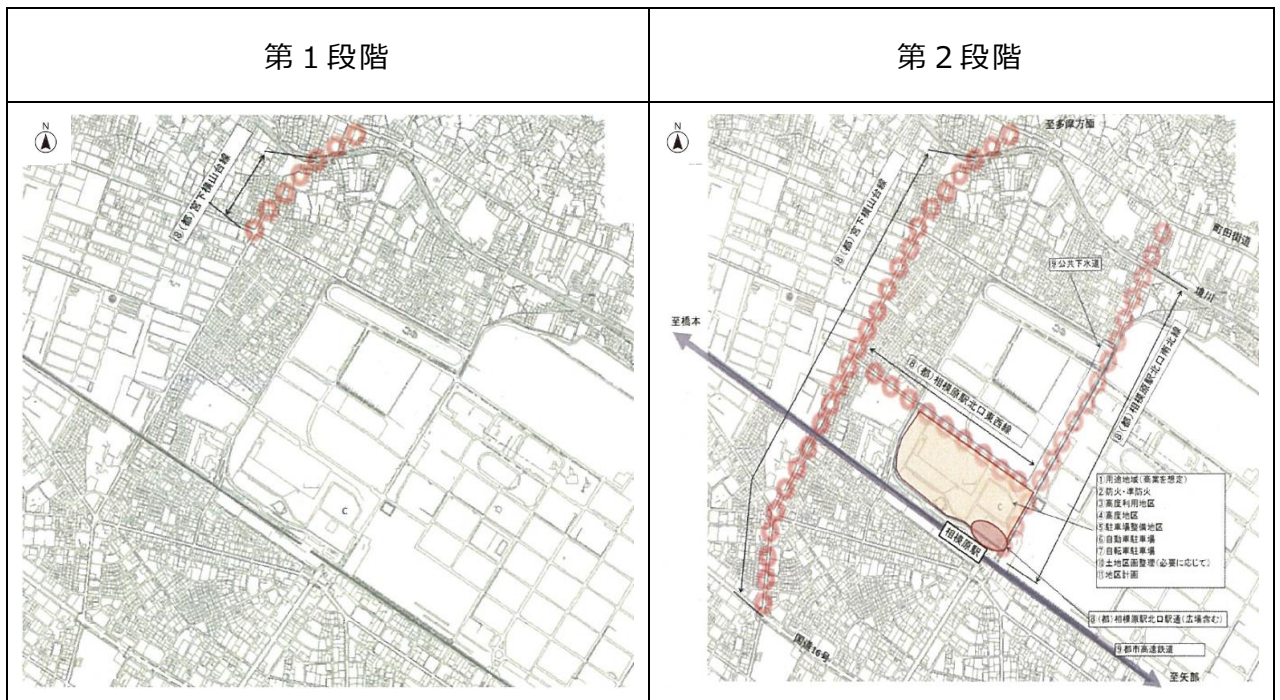 第1段階
第2段階
N
⑧(都)宮下横山台線
C
N
至多摩方面
町田街道
境川
⑨公共下水道
⑧(都)宮下横山台線
至橋本
⑧(都)相模原駅北口東西線
⑧(都)相模原駅北口南北線
C
①用途地域(商業を想定)
②防火・準防火
③高度利用地区
④高度地区
⑤駐車場整備地区
⑥自動車駐車場
⑦自転車駐車場
⑩土地区画整理(必要に応じて)
⑪地区計画
相模原駅
⑧(都)相模原駅北口駅通(広場含む)
⑨都市高速鉄道
国道16号
至矢部